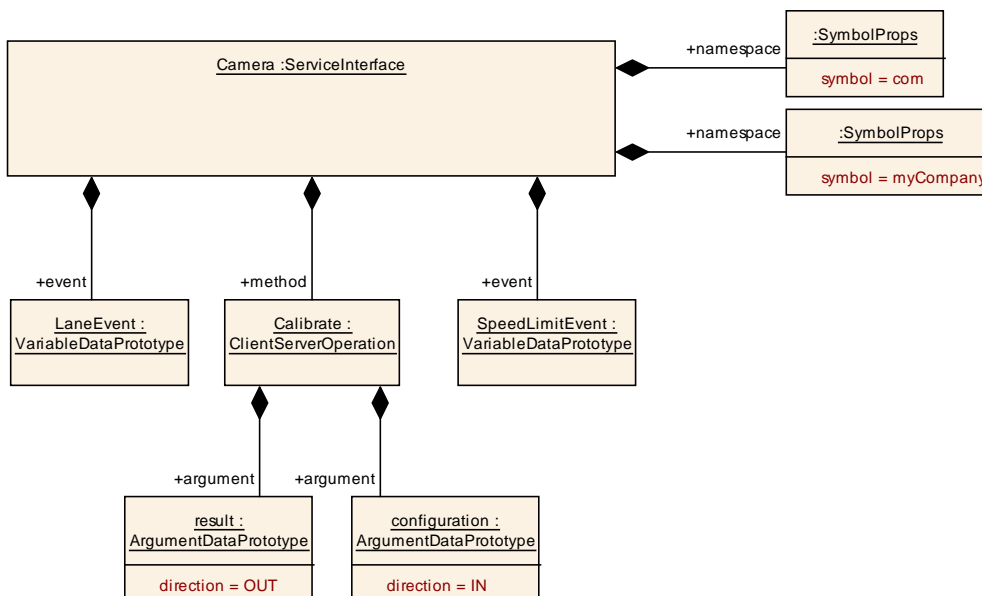 Camera :ServiceInterface
+namespace
:SymbolProps
symbol = com
+namespace
:SymbolProps
symbol = myCompany
+event
+method
+event
LaneEvent :
VariableDataPrototype
Calibrate :
ClientServerOperation
SpeedLimitEvent :
VariableDataPrototype
+argument
+argument
result :
ArgumentDataPrototype
direction = OUT
configuration :
ArgumentDataPrototype
direction = IN